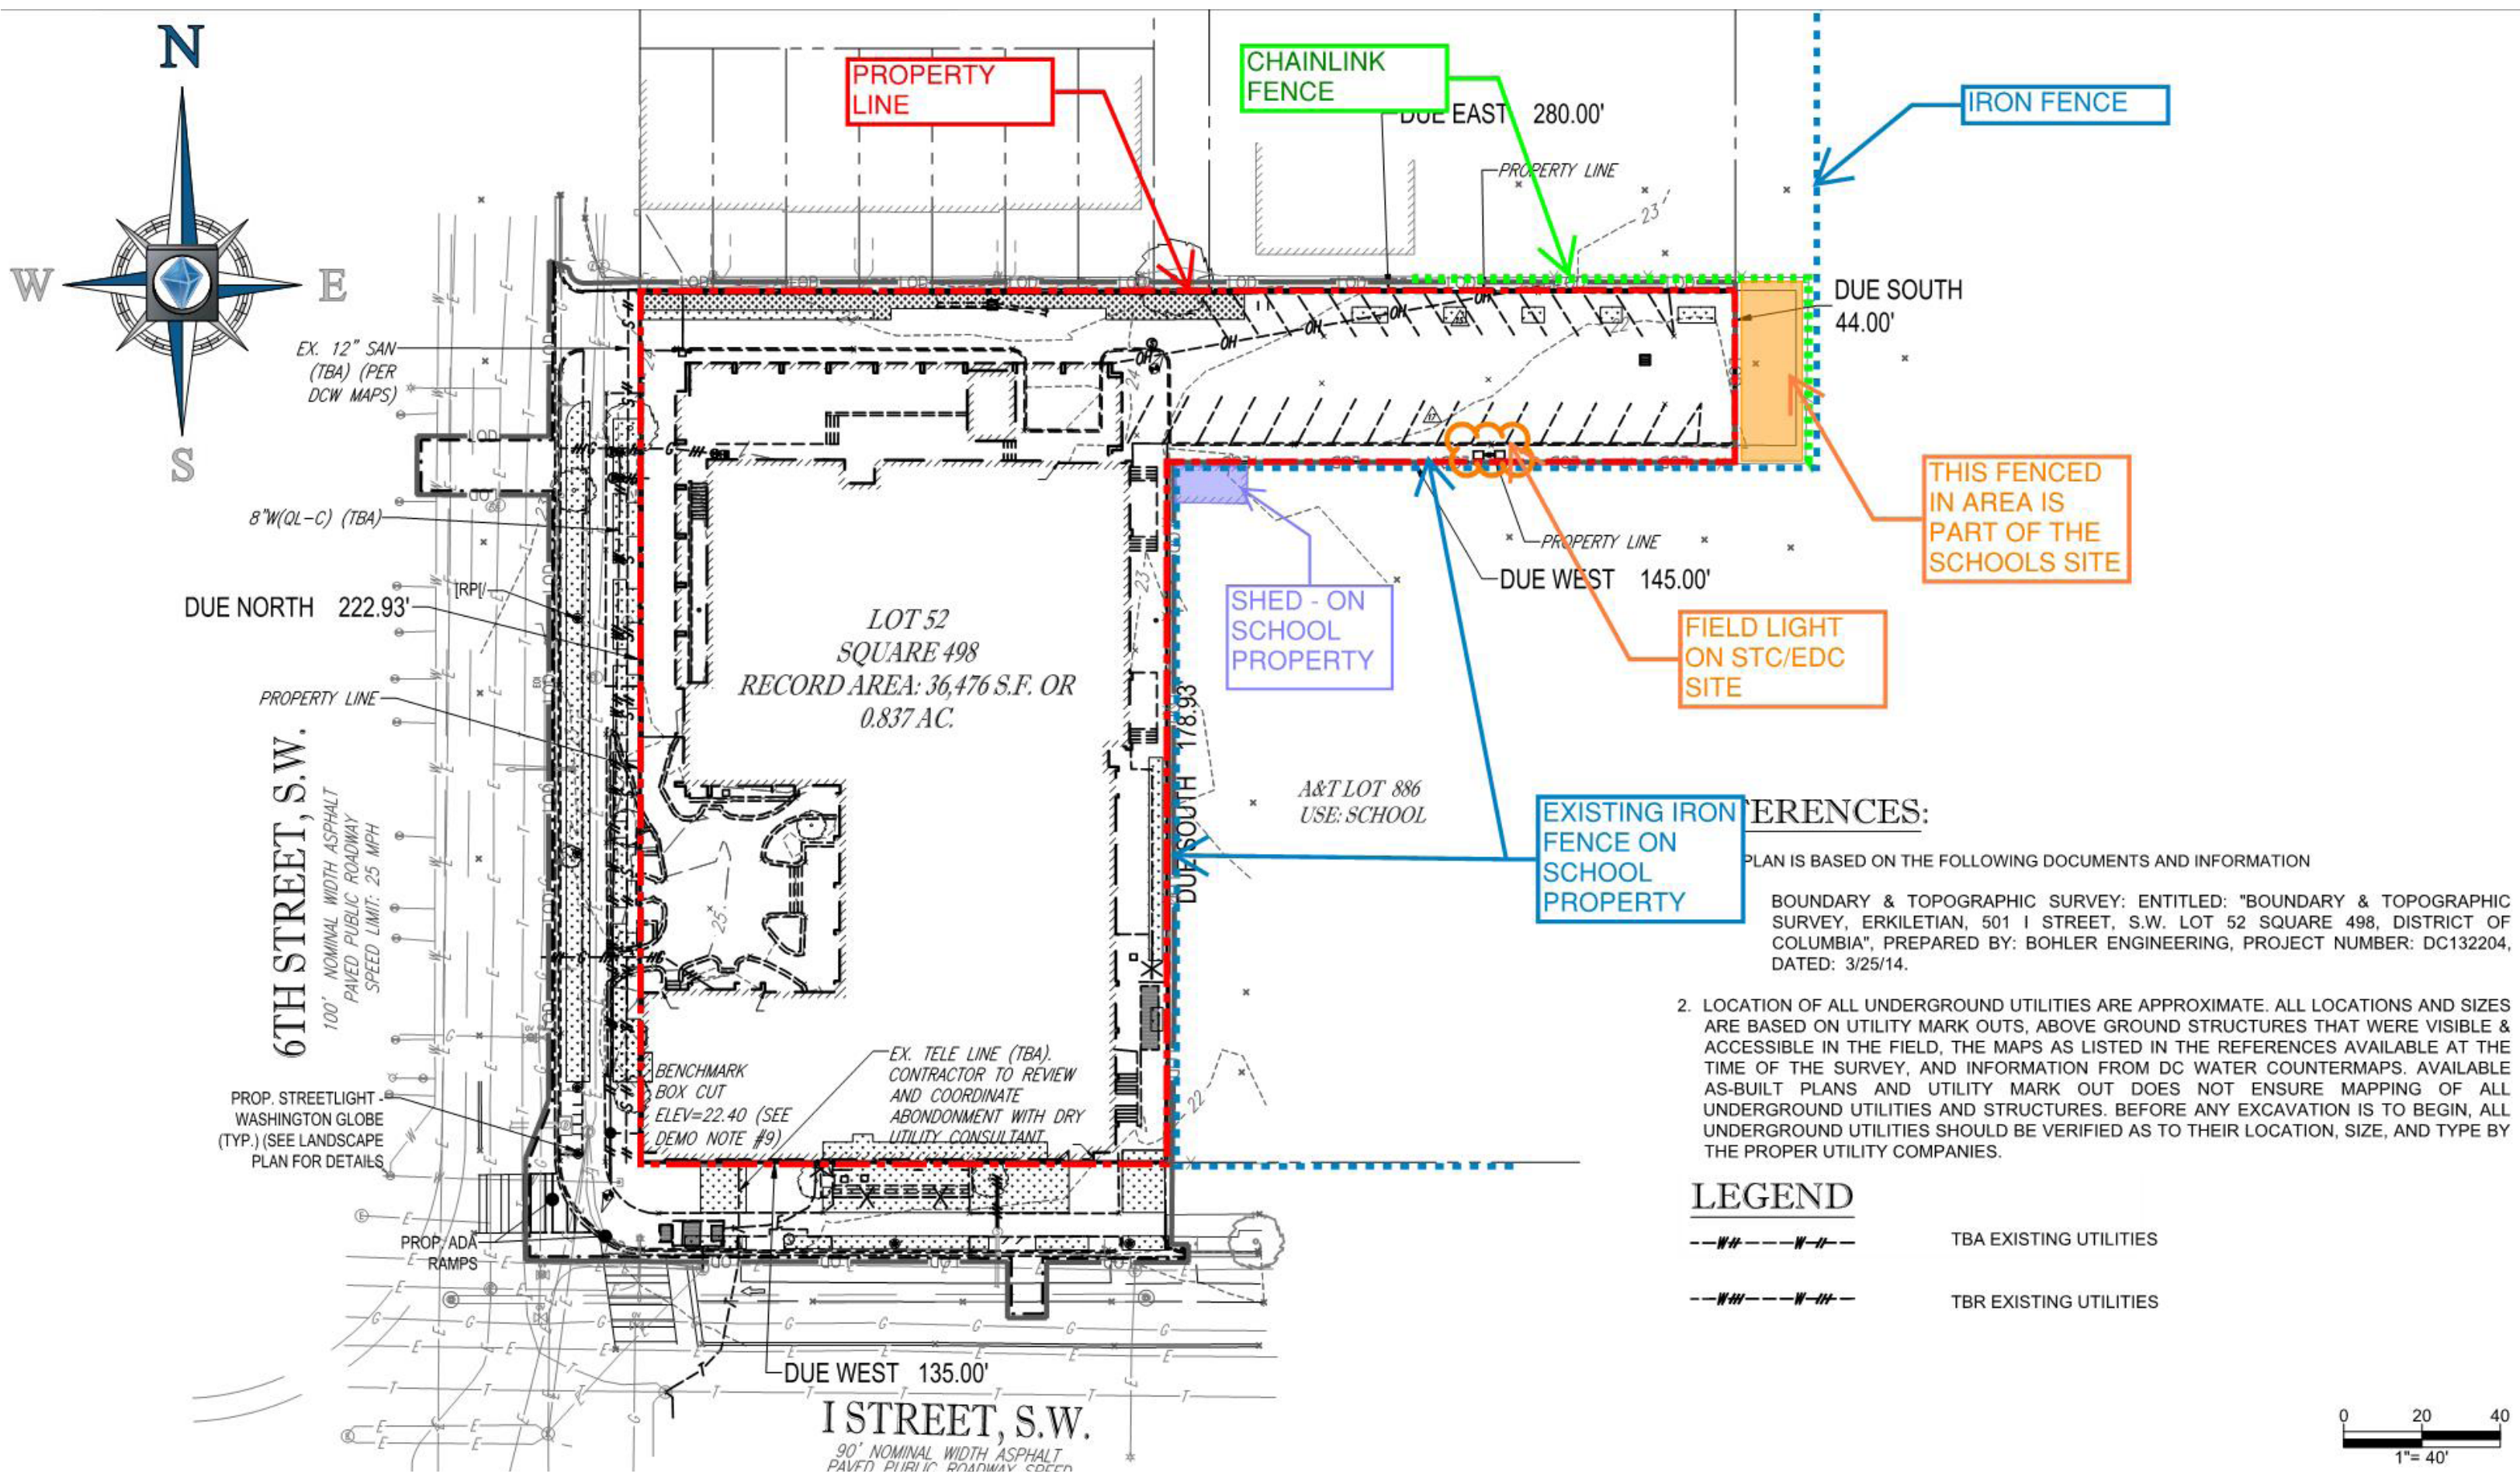 N
W
E
S
PROPERTY
LINE
CHAINLINK
FENCE
IRON FENCE
DUE EAST 280.00'
PROPERTY LINE
23'
DUE SOUTH
44.00'
EX. 12" SAN
(TBA) (PER
DCW MAPS)
8"W(QL-C) (TBA)
DUE NORTH 222.93'
PROPERTY LINE
6TH STREET, S.W.
100' NOMINAL WIDTH ASPHALT
PAVED PUBLIC ROADWAY
SPEED LIMIT: 25 MPH
LOT 52
SQUARE 498
RECORD AREA: 36,476 S.F. OR
0.837 AC.
THIS FENCED
IN AREA IS
PART OF THE
SCHOOLS SITE
PROPERTY LINE
DUE WEST 145.00'
SHED - ON
SCHOOL
PROPERTY
FIELD LIGHT
ON STC/EDC
SITE
DUE SOUTH 178.93'
A&T LOT 886
USE: SCHOOL
EXISTING IRON
FENCE ON
SCHOOL
PROPERTY
ERENCES:
PLAN IS BASED ON THE FOLLOWING DOCUMENTS AND INFORMATION
BOUNDARY & TOPOGRAPHIC SURVEY: ENTITLED: "BOUNDARY & TOPOGRAPHIC
SURVEY, ERKILETIAN, 501 I STREET, S.W. LOT 52 SQUARE 498, DISTRICT OF
COLUMBIA", PREPARED BY: BOHLER ENGINEERING, PROJECT NUMBER: DC132204,
DATED: 3/25/14.
2. LOCATION OF ALL UNDERGROUND UTILITIES ARE APPROXIMATE. ALL LOCATIONS AND SIZES
ARE BASED ON UTILITY MARK OUTS, ABOVE GROUND STRUCTURES THAT WERE VISIBLE &
ACCESSIBLE IN THE FIELD, THE MAPS AS LISTED IN THE REFERENCES AVAILABLE AT THE
TIME OF THE SURVEY, AND INFORMATION FROM DC WATER COUNTERMAPS. AVAILABLE
AS-BUILT PLANS AND UTILITY MARK OUT DOES NOT ENSURE MAPPING OF ALL
UNDERGROUND UTILITIES AND STRUCTURES. BEFORE ANY EXCAVATION IS TO BEGIN, ALL
UNDERGROUND UTILITIES SHOULD BE VERIFIED AS TO THEIR LOCATION, SIZE, AND TYPE BY
THE PROPER UTILITY COMPANIES.
BENCHMARK
BOX CUT
ELEV=22.40 (SEE
DEMO NOTE #9)
EX. TELE LINE (TBA).
CONTRACTOR TO REVIEW
AND COORDINATE
ABONDONMENT WITH DRY
UTILITY CONSULTANT
PROP. STREETLIGHT -
WASHINGTON GLOBE
(TYP.) (SEE LANDSCAPE
PLAN FOR DETAILS
PROP. ADA
RAMPS
LEGEND
TBA EXISTING UTILITIES
TBR EXISTING UTILITIES
DUE WEST 135.00'
I STREET, S.W.
90' NOMINAL WIDTH ASPHALT
PAVED PUBLIC ROADWAY SPEED
0 20 40
1"= 40'